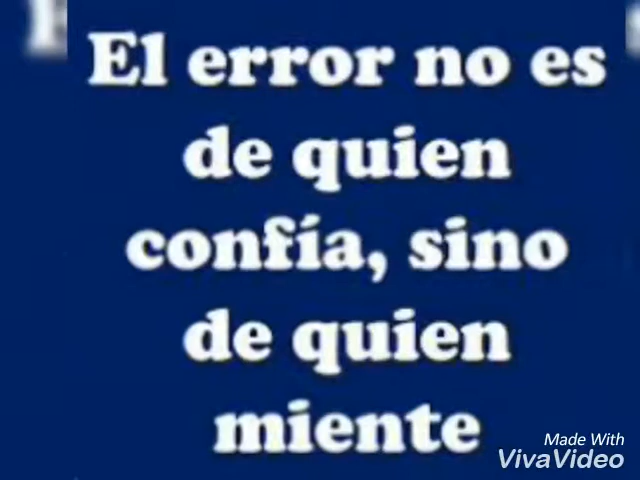 El error no es
de quien
confía, sino
de quien
miente
Made With
VivaVideo